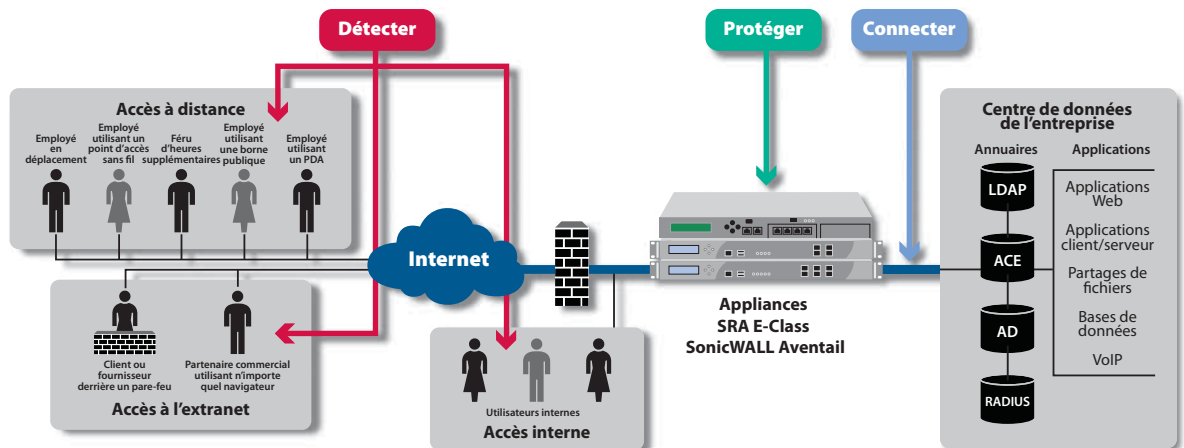 Détecter
Protéger
Connecter
Accès à distance
Employé
en
déplacement
Employé
utilisant un
point d'accès
sans fil
Féru
d'heures
supplémentaires
Employé
utilisant
une borne
publique
Employé
utilisant
un PDA
Internet
Client ou
fournisseur
derrière un pare-feu
Partenaire commercial
utilisant n'importe
quel navigateur
Accès à l'extranet
Utilisateurs internes
Accès interne
Appliances
SRA E-Class
SonicWALL Aventail
Centre de données
de l'entreprise
Annuaires
LDAP
ACE
AD
RADIUS
Applications
Applications
Web
Applications
client/serveur
Partages de
fichiers
Bases de
données
VoIP